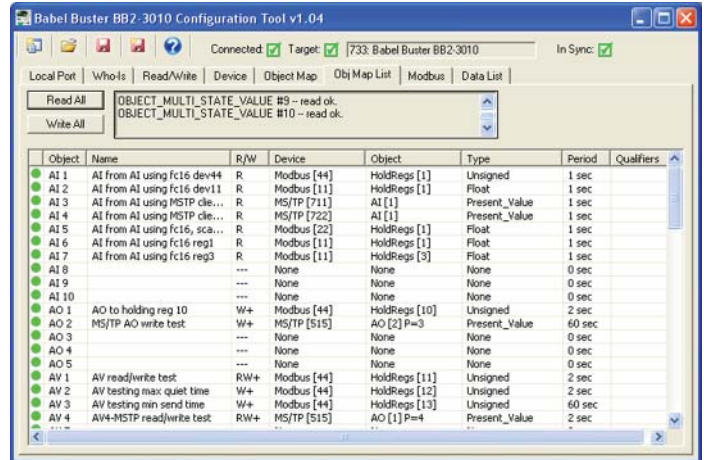 Babel Buster BB2-3010 Configuration Tool v1.04
Connected: Target: 733: Babel Buster BB2-3010 In Sync:
Local Port Who-Is Read/Write Device Object Map Obj Map List Modbus Data List
Read All
Write All
OBJECT_MULTI_STATE_VALUE #9 -- read ok.
OBJECT_MULTI_STATE_VALUE #10 -- read ok.
Object Name R/W Device Object Type Period Qualifiers
AI 1 AI from AI using fc16 dev44 R Modbus [44] HoldRegs [1] Unsigned 1 sec
AI 2 AI from AI using fc16 dev11 R Modbus [11] HoldRegs [1] Float 1 sec
AI 3 AI from AI using MSTP clie... R MS/TP [711] AI [1] Present_Value 1 sec
AI 4 AI from AI using MSTP clie... R MS/TP [722] AI [1] Present_Value 1 sec
AI 5 AI from AI using fc16, sca... R Modbus [22] HoldRegs [1] Float 1 sec
AI 6 AI from AI using fc16 reg1 R Modbus [11] HoldRegs [1] Float 1 sec
AI 7 AI from AI using fc16 reg3 R Modbus [11] HoldRegs [3] Float 1 sec
AI 8 --- None None None 0 sec
AI 9 --- None None None 0 sec
AI 10 --- None None None 0 sec
AO 1 AO to holding reg 10 W+ Modbus [44] HoldRegs [10] Unsigned 2 sec
AO 2 MS/TP AO write test W+ MS/TP [515] AO [2] P=3 Present_Value 60 sec
AO 3 --- None None None 0 sec
AO 4 --- None None None 0 sec
AO 5 --- None None None 0 sec
AV 1 AV read/write test RW+ Modbus [44] HoldRegs [11] Unsigned 2 sec
AV 2 AV testing max quiet time W+ Modbus [44] HoldRegs [12] Unsigned 2 sec
AV 3 AV testing min send time W+ Modbus [44] HoldRegs [13] Unsigned 60 sec
AV 4 AV4-MSTP read/write test RW+ MS/TP [515] AO [1] P=4 Present_Value 2 sec